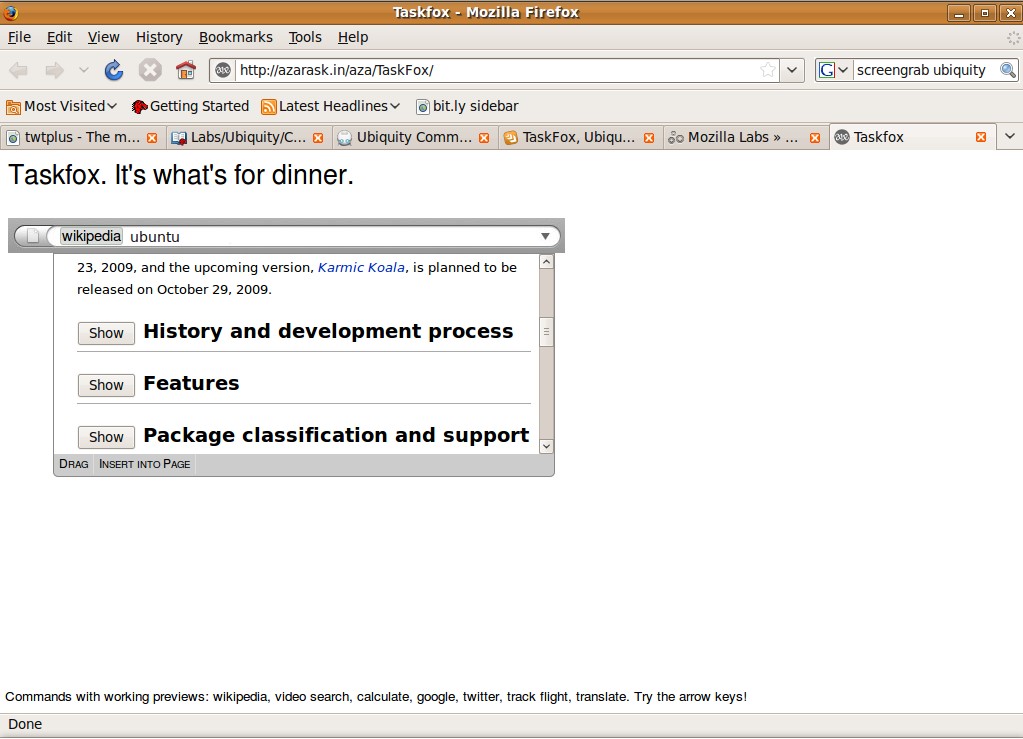 Taskfox - Mozilla Firefox
File Edit View History Bookmarks Tools Help
http://azarask.in/aza/TaskFox/ screengrab ubiquity
Most Visited Getting Started Latest Headlines bit.ly sidebar
twtplus - The m... Labs/Ubiquity/C... Ubiquity Comm... TaskFox, Ubiqu... Mozilla Labs » ... Taskfox
Taskfox. It's what's for dinner.
wikipedia ubuntu
23, 2009, and the upcoming version, Karmic Koala, is planned to be
released on October 29, 2009.
Show History and development process
Show Features
Show Package classification and support
DRAG INSERT INTO PAGE
Commands with working previews: wikipedia, video search, calculate, google, twitter, track flight, translate. Try the arrow keys!
Done